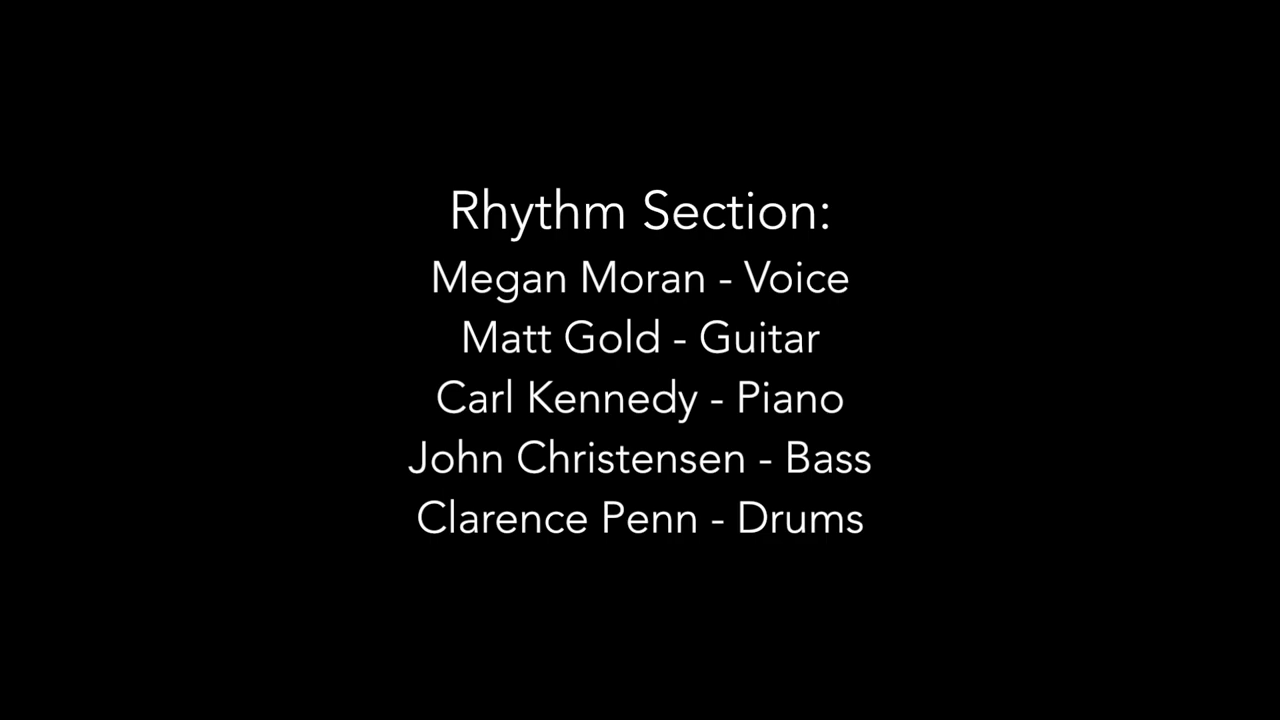 Rhythm Section:
Megan Moran - Voice
Matt Gold - Guitar
Carl Kennedy - Piano
John Christensen - Bass
Clarence Penn - Drums